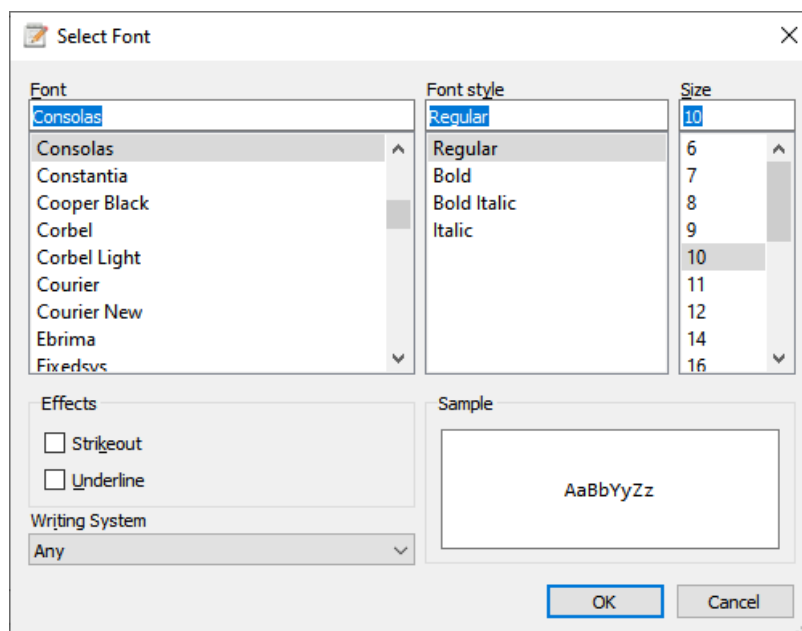 Select Font
Font
Consolas
Consolas
Constantia
Cooper Black
Corbel
Corbel Light
Courier
Courier New
Ebrima
Fixedsys
Font style
Regular
Regular
Bold
Bold Italic
Italic
Size
10
6
7
8
9
10
11
12
14
16
Effects
Strikeout
Underline
Writing System
Any
Sample
AaBbYyZz
OK
Cancel